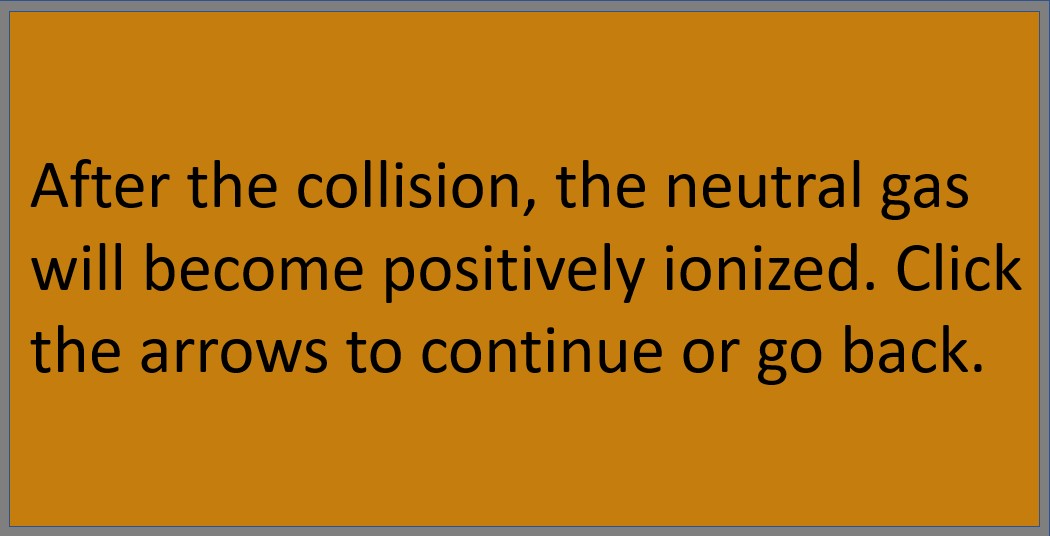 After the collision, the neutral gas
will become positively ionized. Click
the arrows to continue or go back.